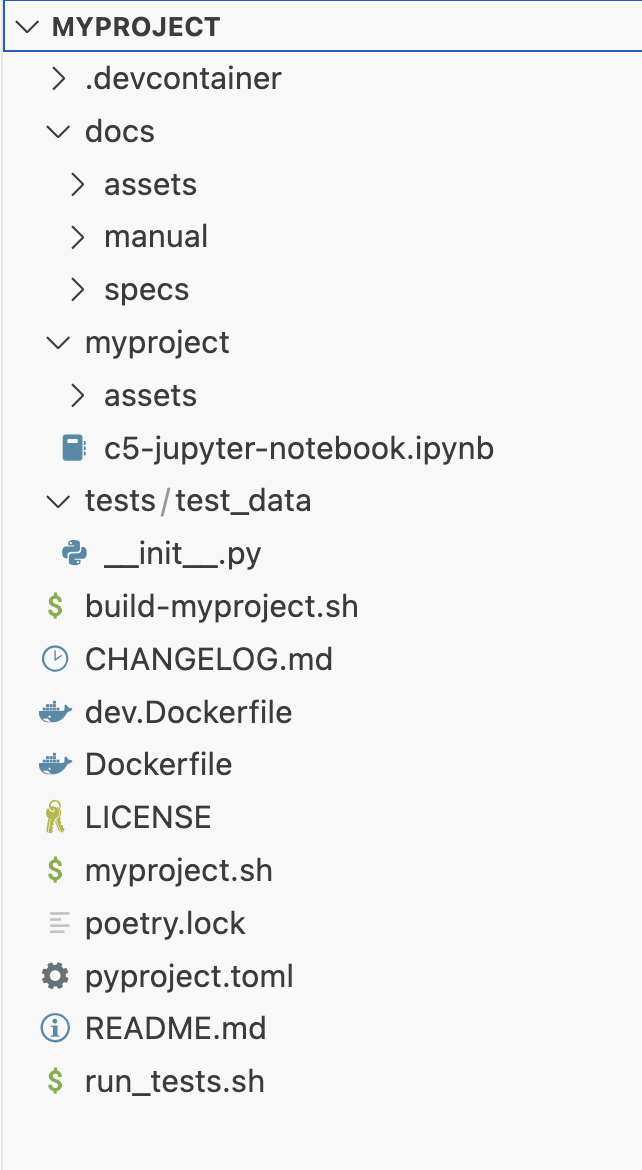 MYPROJECT
.devcontainer
docs
assets
manual
specs
myproject
assets
c5-jupyter-notebook.ipynb
tests/test_data
__init__.py
$ build-myproject.sh
CHANGELOG.md
dev.Dockerfile
Dockerfile
LICENSE
$ myproject.sh
poetry.lock
pyproject.toml
README.md
$ run_tests.sh